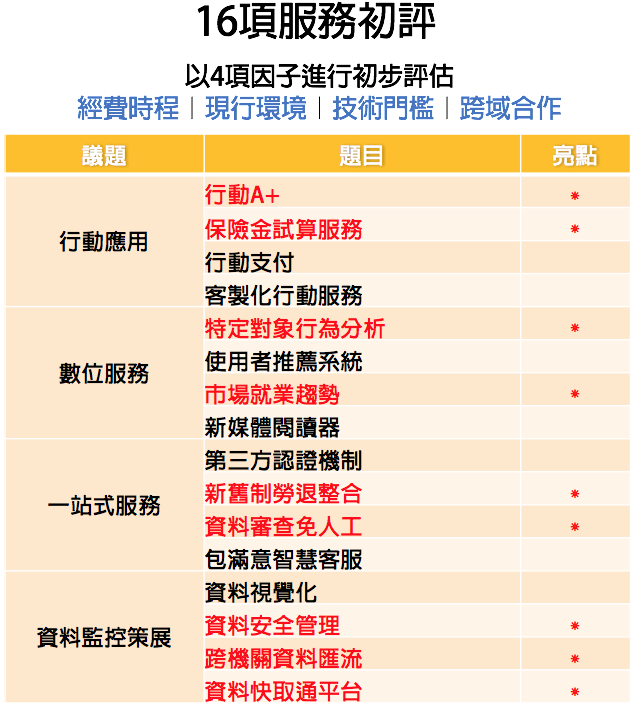 16項服務初評
以4項因子進行初步評估
經費時程｜現行環境｜技術門檻｜跨域合作
議題 題目 亮點
行動應用
行動A+ *
保險金試算服務 *
行動支付
客製化行動服務
數位服務
特定對象行為分析 *
使用者推薦系統
市場就業趨勢 *
新媒體閱讀器
一站式服務
第三方認證機制
新舊制勞退整合 *
資料審查免人工 *
包滿意智慧客服
資料監控策展
資料視覺化
資料安全管理 *
跨機關資料匯流 *
資料快取通平台 *